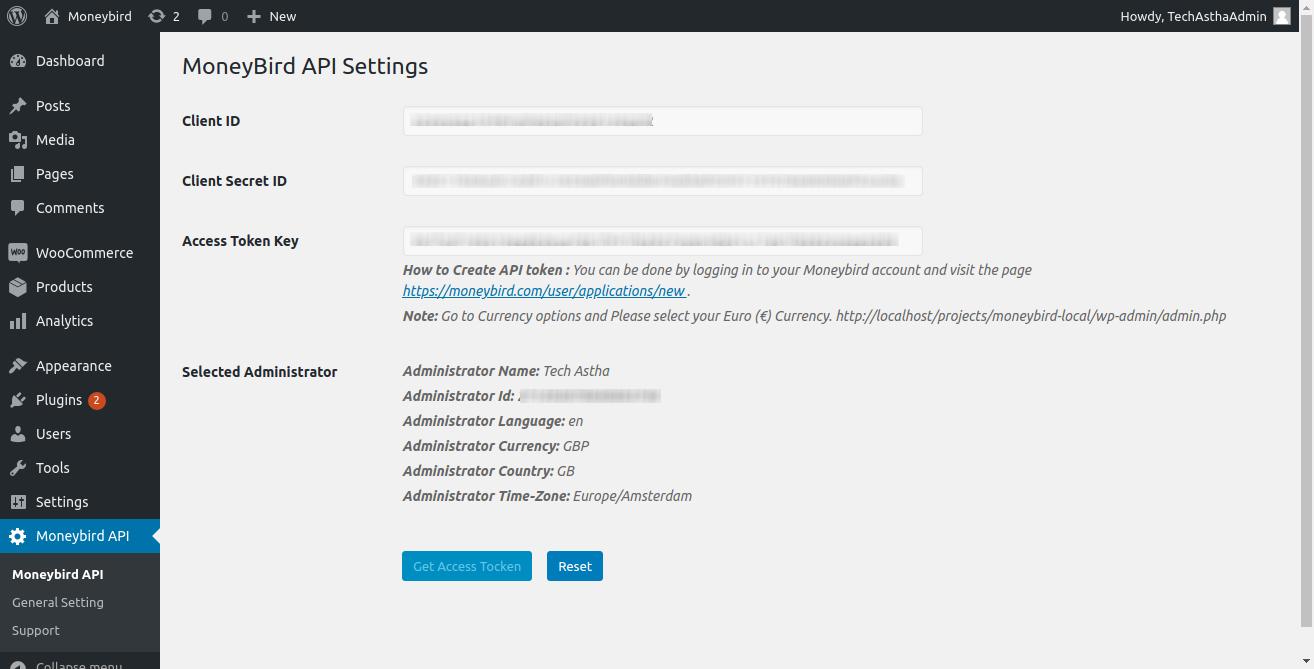 Moneybird 2 0 New Howdy, TechAsthaAdmin
Dashboard
Posts
Media
Pages
Comments
WooCommerce
Products
Analytics
Appearance
Plugins 2
Users
Tools
Settings
Moneybird API
Moneybird API
General Setting
Support
Collapse menu
MoneyBird API Settings
Client ID
Client Secret ID
Access Token Key
How to Create API token : You can be done by logging in to your Moneybird account and visit the page
https://moneybird.com/user/applications/new .
Note: Go to Currency options and Please select your Euro (€) Currency. http://localhost/projects/moneybird-local/wp-admin/admin.php
Selected Administrator
Administrator Name: Tech Astha
Administrator Id:
Administrator Language: en
Administrator Currency: GBP
Administrator Country: GB
Administrator Time-Zone: Europe/Amsterdam
Get Access Tocken
Reset